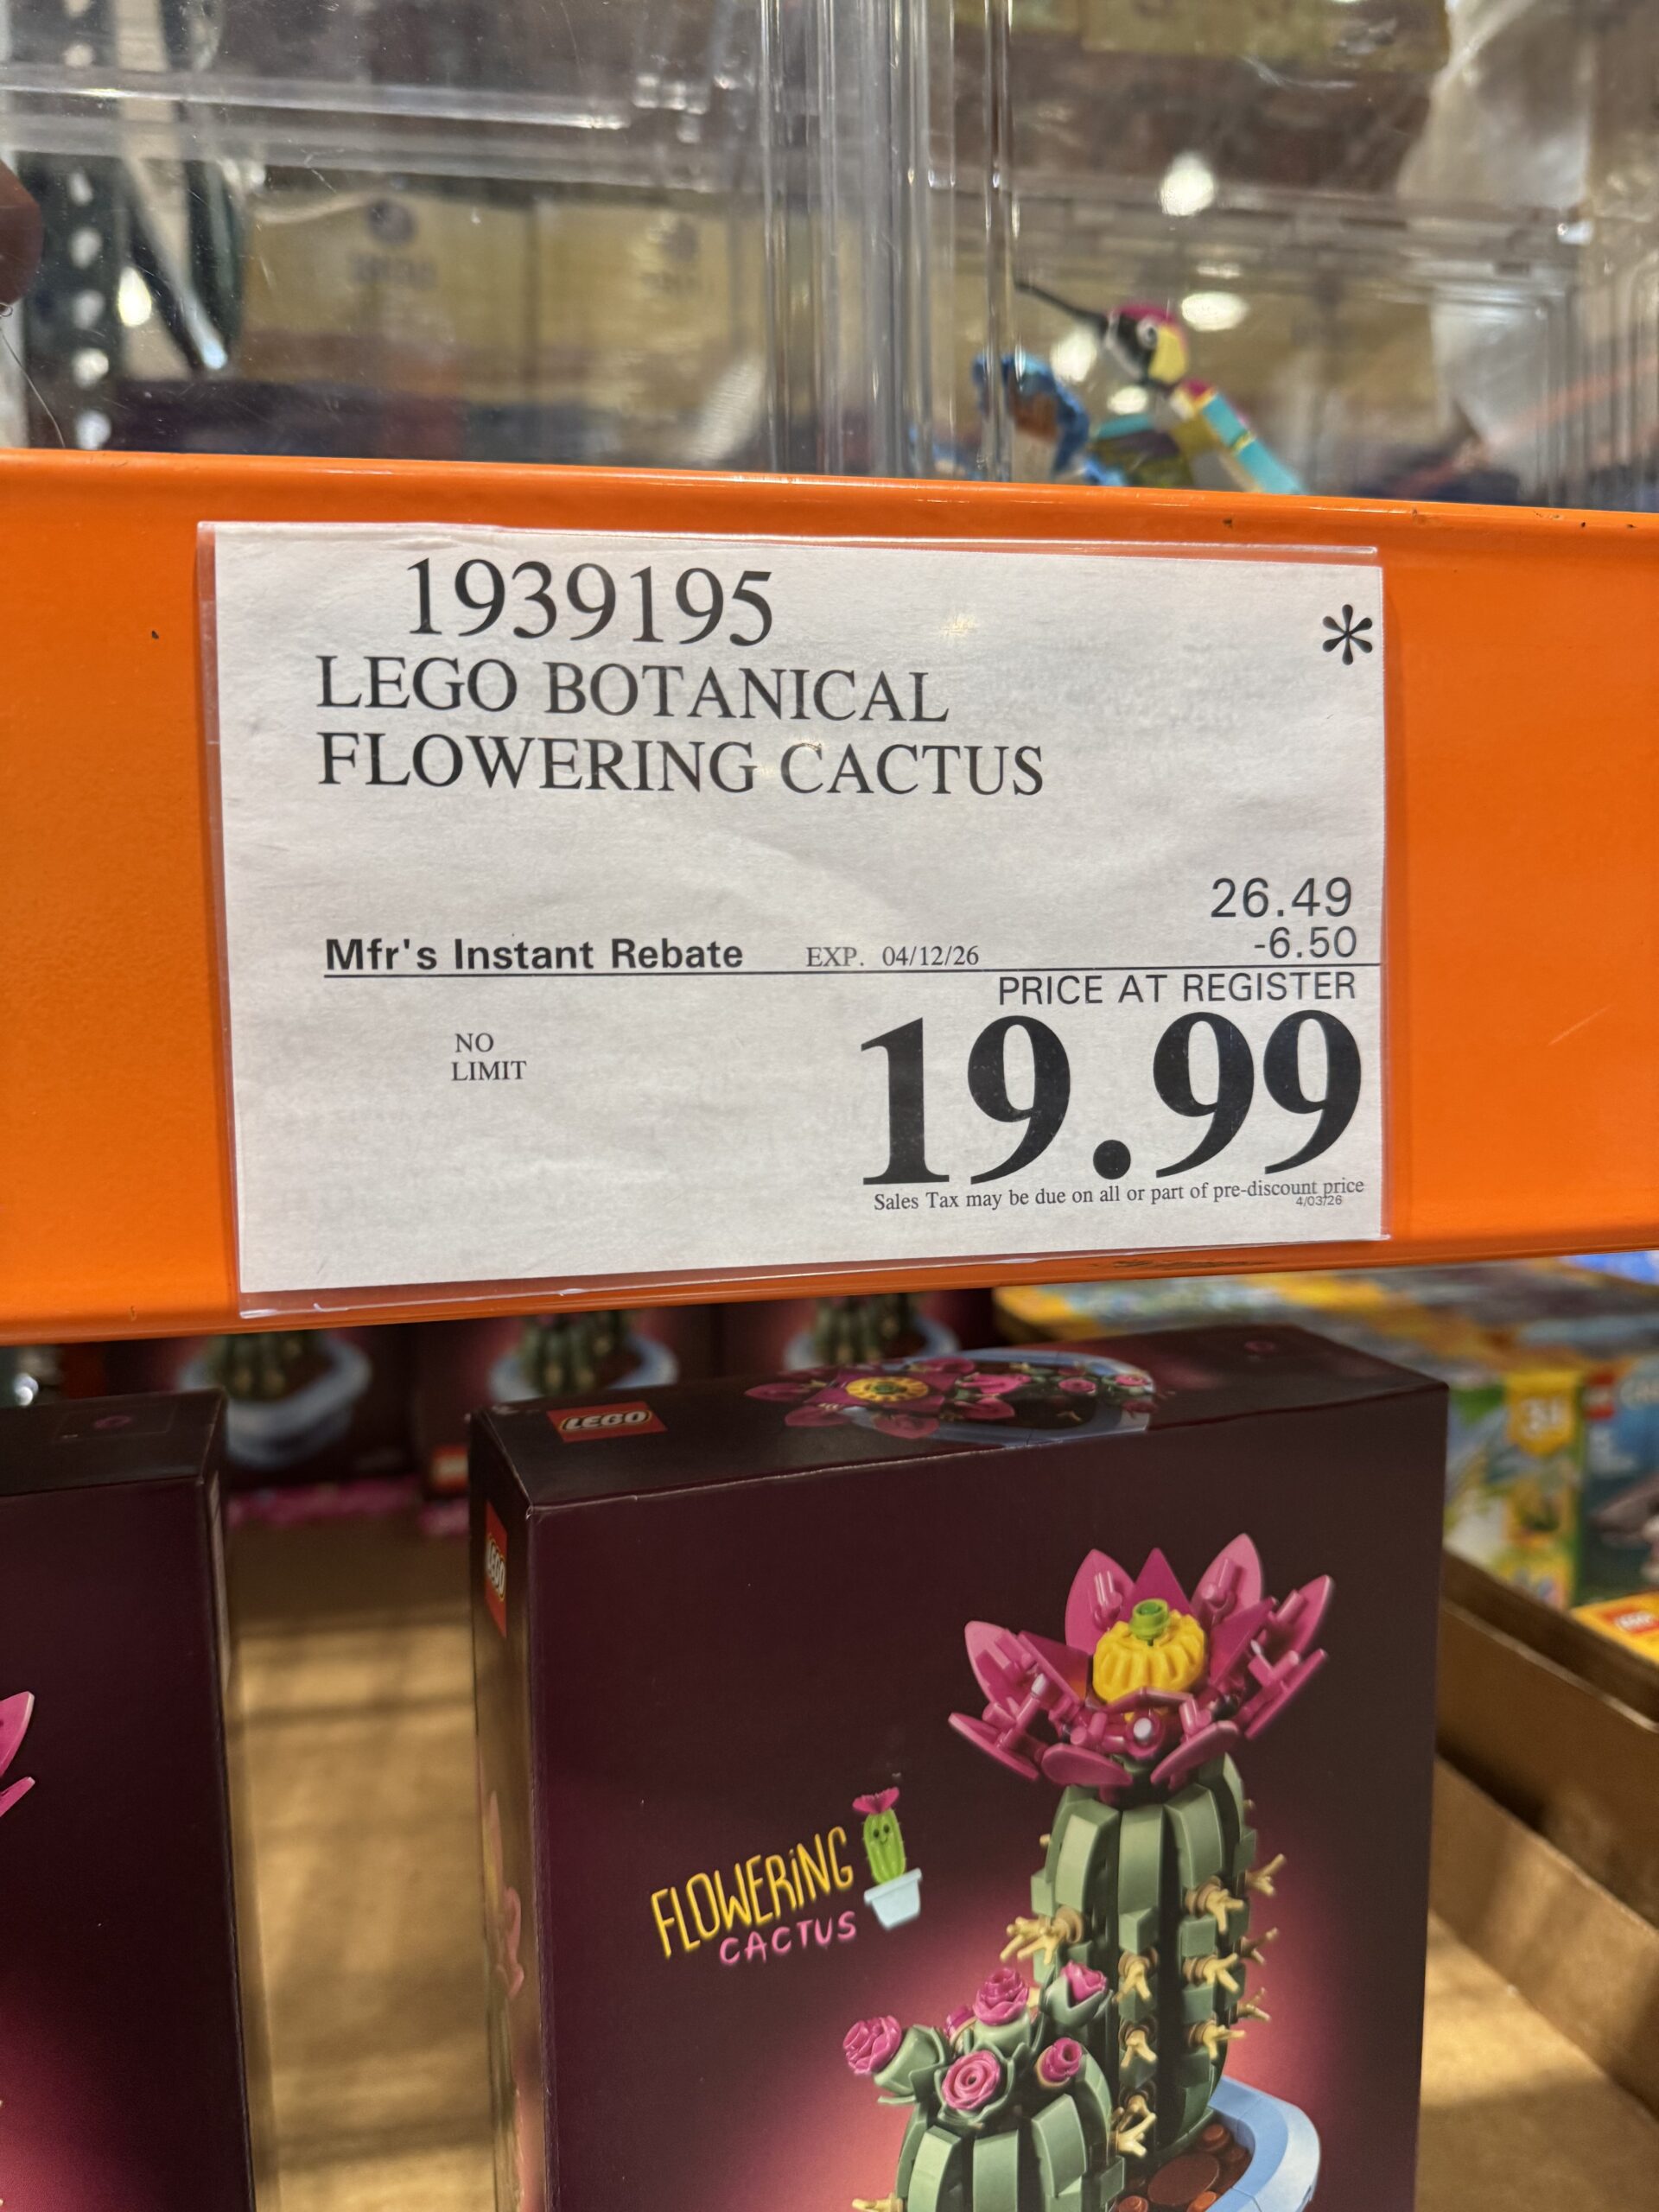 1939195
*
LEGO BOTANICAL
FLOWERING CACTUS
26.49
Mfr's Instant Rebate EXP. 04/12/26 -6.50
PRICE AT REGISTER
NO
LIMIT
19.99
Sales Tax may be due on all or part of pre-discount price
4/03/26
LEGO
LEGO
FLOWERiNG
CACTUS
LEGO